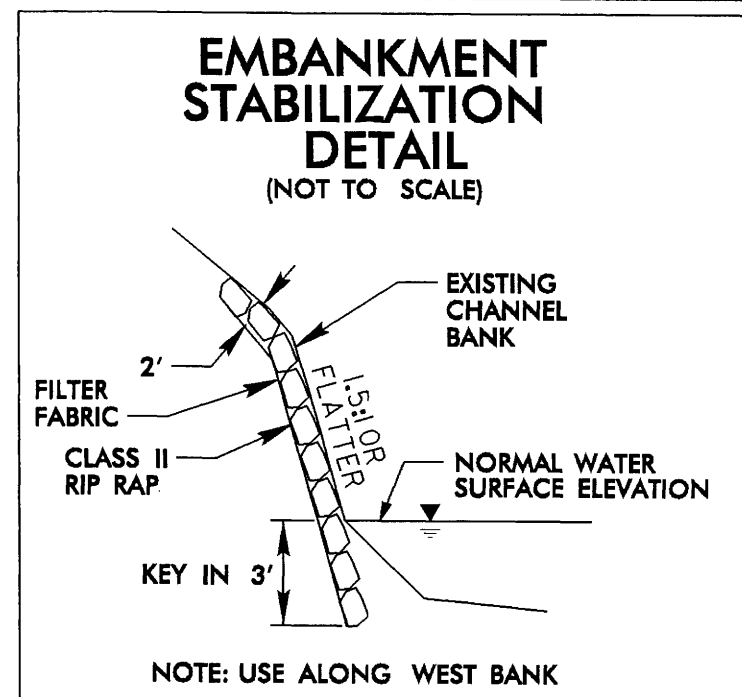 EMBANKMENT
STABILIZATION
DETAIL
(NOT TO SCALE)
EXISTING
CHANNEL
BANK
2'
FILTER
FABRIC
1.5:1 OR
FLATTER
CLASS II
RIP RAP
NORMAL WATER
SURFACE ELEVATION
KEY IN 3'
NOTE: USE ALONG WEST BANK